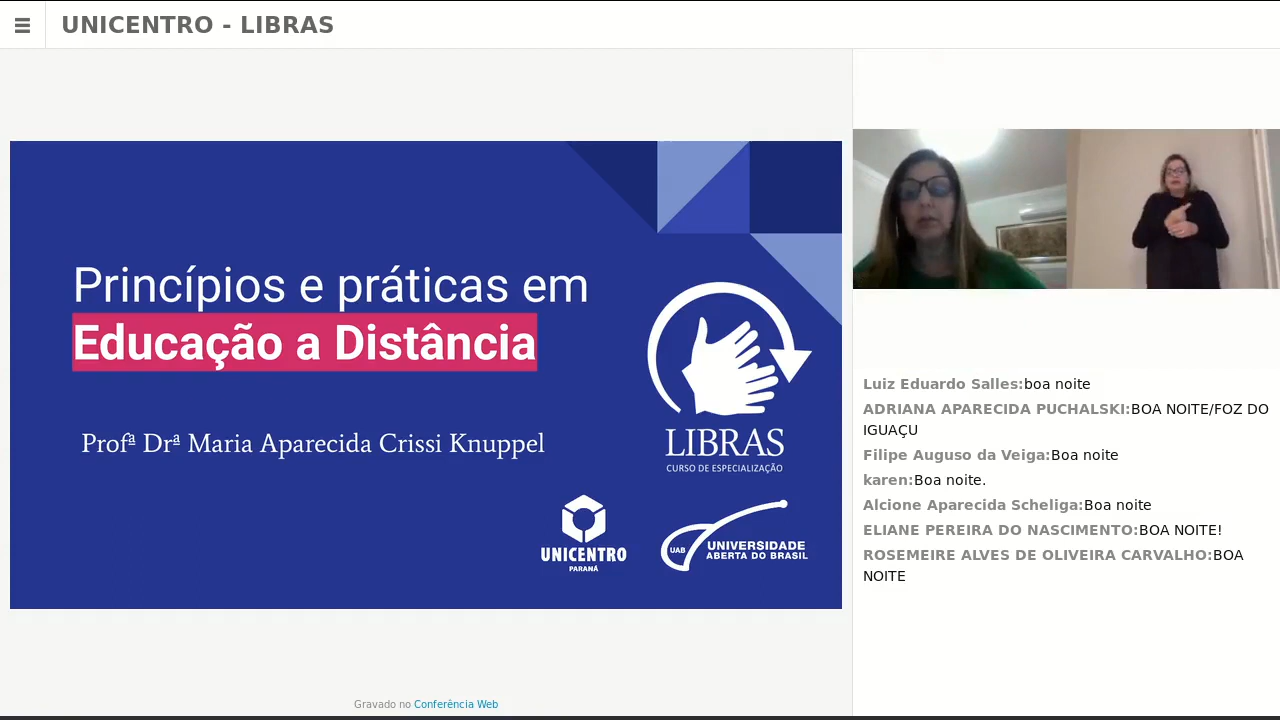 UNICENTRO - LIBRAS
Princípios e práticas em
Educação a Distância
Profª Drª Maria Aparecida Crissi Knuppel
LIBRAS
CURSO DE ESPECIALIZAÇÃO
UNICENTRO
PARANÁ
UAB
UNIVERSIDADE
ABERTA DO BRASIL
Luiz Eduardo Salles:boa noite
ADRIANA APARECIDA PUCHALSKI:BOA NOITE/FOZ DO
IGUAÇU
Filipe Auguso da Veiga:Boa noite
karen:Boa noite.
Alcione Aparecida Scheliga:Boa noite
ELIANE PEREIRA DO NASCIMENTO:BOA NOITE!
ROSEMEIRE ALVES DE OLIVEIRA CARVALHO:BOA
NOITE
Gravado no Conferência Web